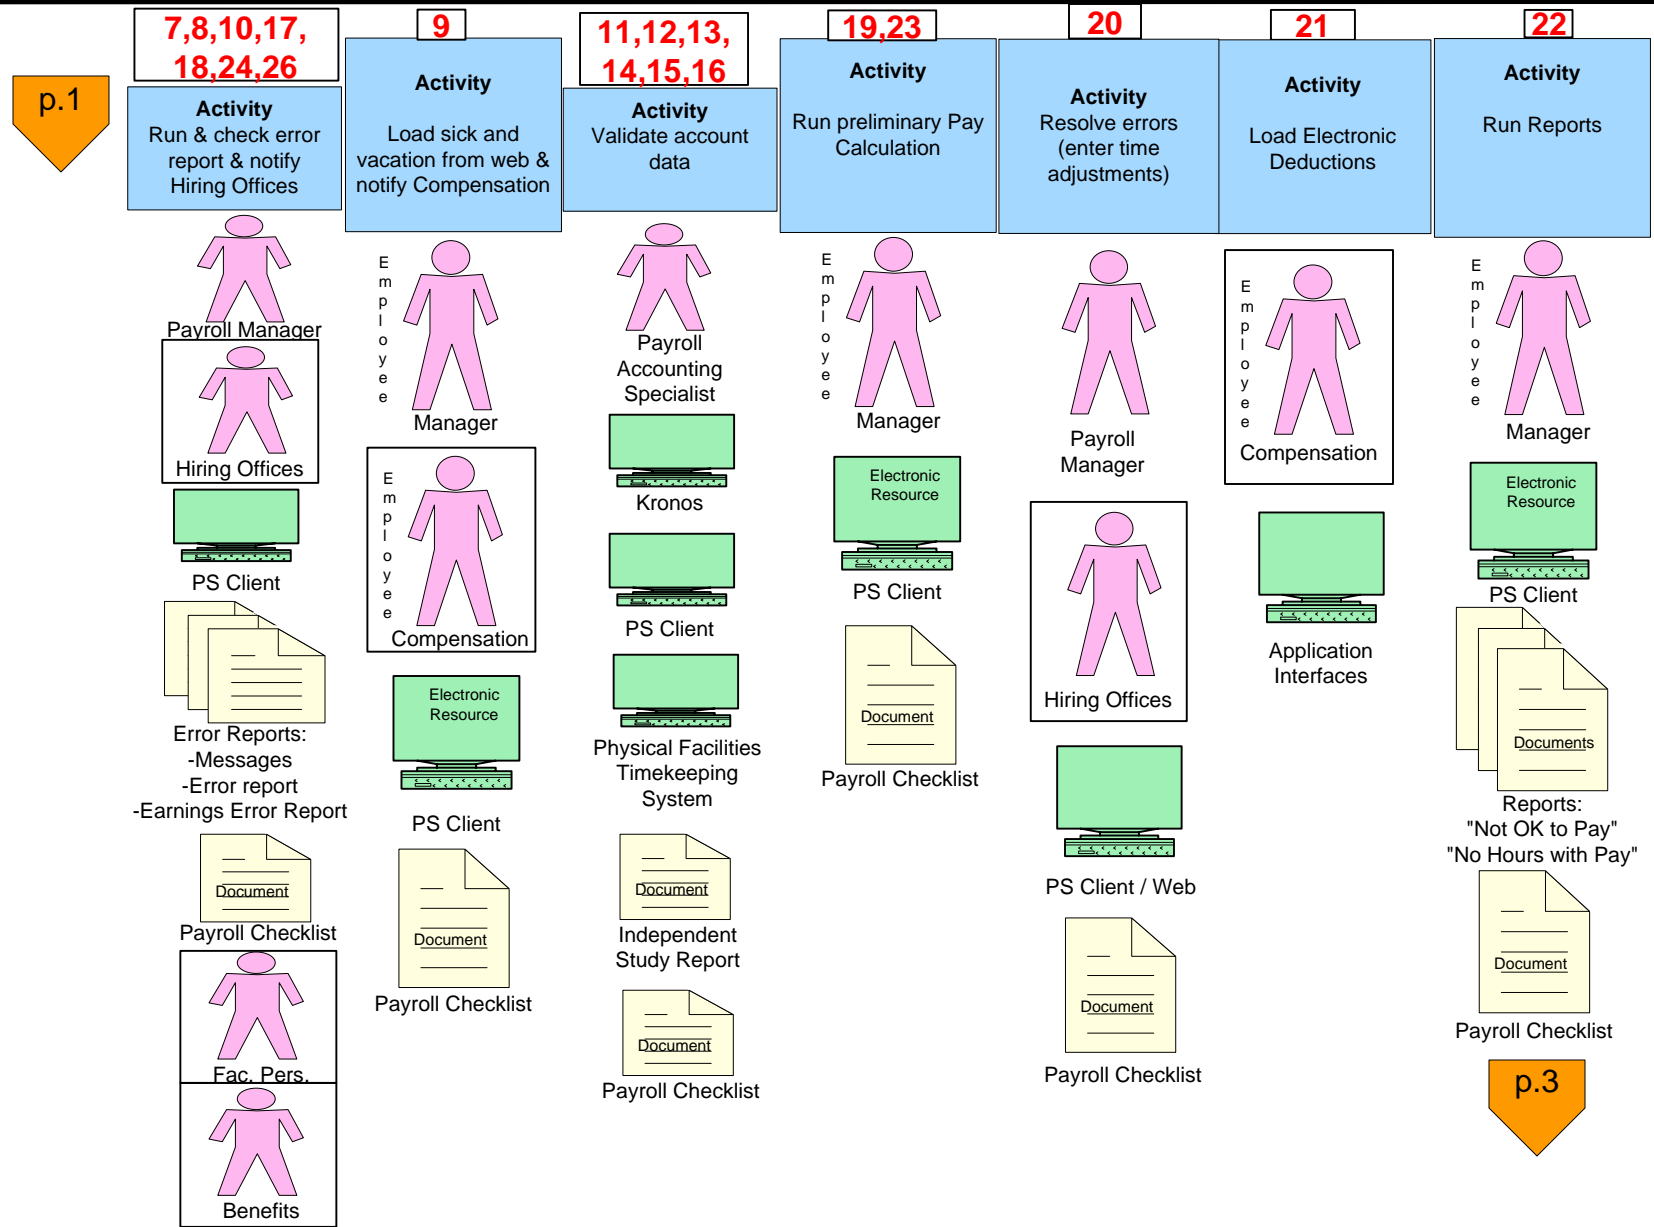 p.1
7,8,10,17,
18,24,26
Activity
Run & check error
report & notify
Hiring Offices
Payroll Manager
Hiring Offices
PS Client
Error Reports:
-Messages
-Error report
-Earnings Error Report
Document
Payroll Checklist
Fac. Pers.
Benefits
9
Activity
Load sick and
vacation from web &
notify Compensation
Employee
Manager
Employee
Compensation
Electronic
Resource
PS Client
Document
Payroll Checklist
11,12,13,
14,15,16
Activity
Validate account
data
Payroll
Accounting
Specialist
Kronos
PS Client
Physical Facilities
Timekeeping
System
Document
Independent
Study Report
Document
Payroll Checklist
19,23
Activity
Run preliminary Pay
Calculation
Employee
Manager
Electronic
Resource
PS Client
Document
Payroll Checklist
20
Activity
Resolve errors
(enter time
adjustments)
Payroll
Manager
Hiring Offices
PS Client / Web
Document
Payroll Checklist
21
Activity
Load Electronic
Deductions
Employee
Compensation
Application
Interfaces
22
Activity
Run Reports
Employee
Manager
Electronic
Resource
PS Client
Documents
Reports:
"Not OK to Pay"
"No Hours with Pay"
Document
Payroll Checklist
p.3